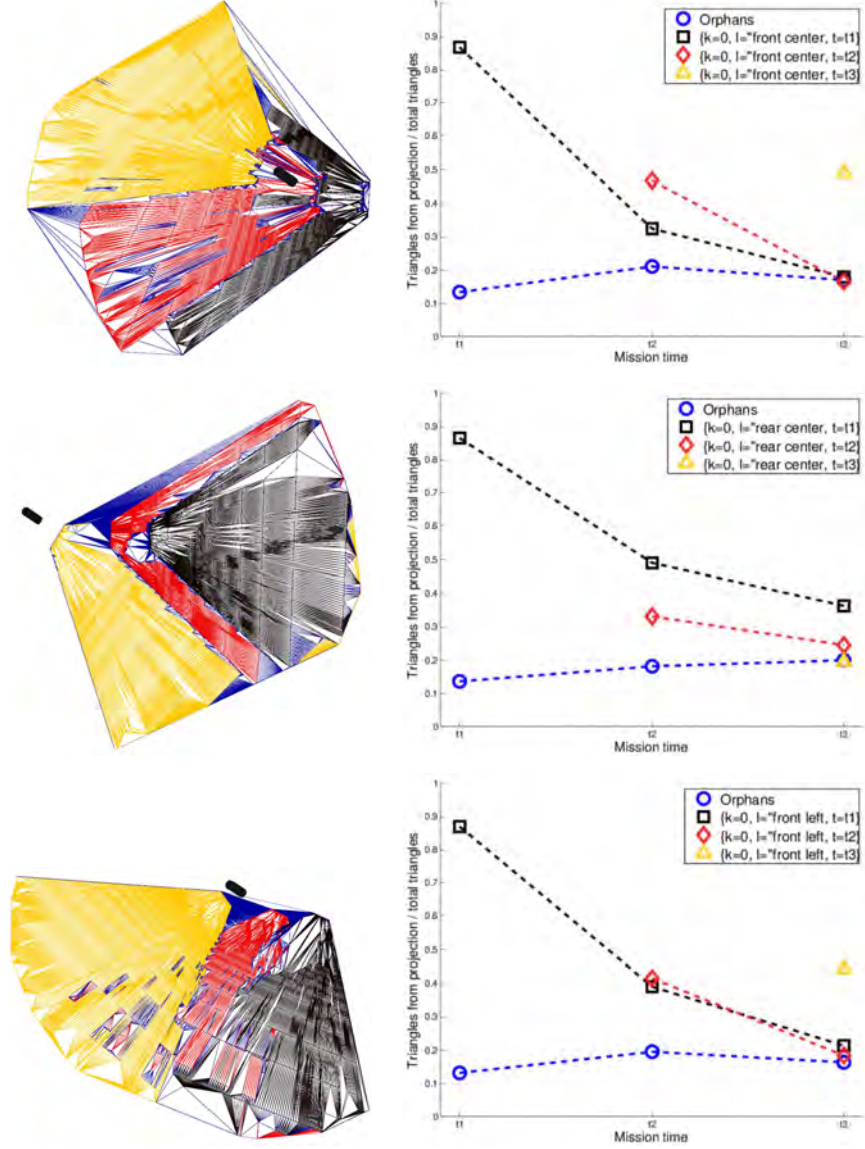 Orphans
{k=0, l="front center, t=t1}
{k=0, l="front center, t=t2}
{k=0, l="front center, t=t3}
Triangles from projection / total triangles
1
0.9
0.8
0.7
0.6
0.5
0.4
0.3
0.2
0.1
0
t1 t2 t3
Mission time
Orphans
{k=0, l="rear center, t=t1}
{k=0, l="rear center, t=t2}
{k=0, l="rear center, t=t3}
Triangles from projection / total triangles
1
0.9
0.8
0.7
0.6
0.5
0.4
0.3
0.2
0.1
0
t1 t2 t3
Mission time
Orphans
{k=0, l="front left, t=t1}
{k=0, l="front left, t=t2}
{k=0, l="front left, t=t3}
Triangles from projection / total triangles
1
0.9
0.8
0.7
0.6
0.5
0.4
0.3
0.2
0.1
0
t1 t2 t3
Mission time